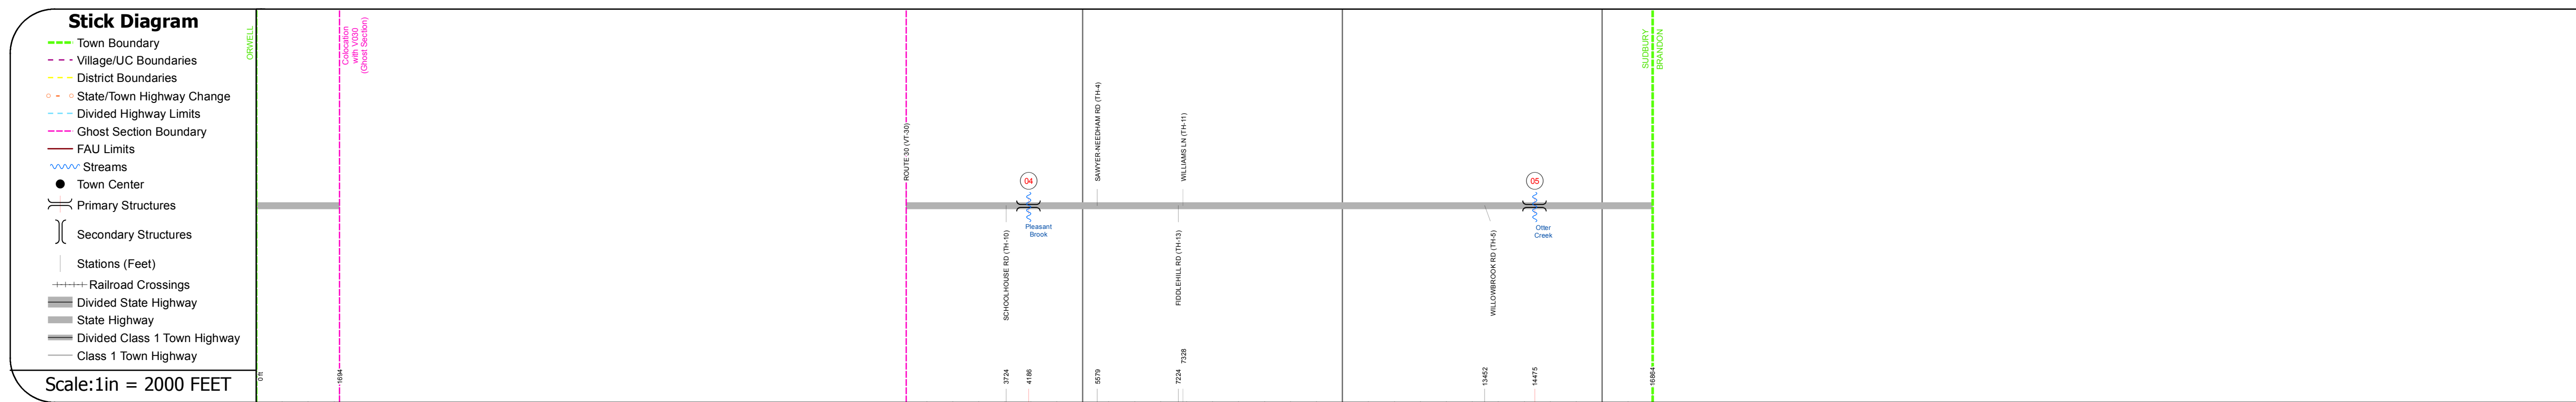 Stick Diagram
Town Boundary
Village/UC Boundaries
District Boundaries
State/Town Highway Change
Divided Highway Limits
Ghost Section Boundary
FAU Limits
Streams
Town Center
Primary Structures
Secondary Structures
Stations (Feet)
Railroad Crossings
Divided State Highway
State Highway
Divided Class 1 Town Highway
Class 1 Town Highway
Scale:1in = 2000 FEET
ORWELL
Colocation
with V030
(Ghost Section)
ROUTE 30 (VT-30)
SCHOOLHOUSE RD (TH-10)
04
Pleasant
Brook
SAWYER-NEEDHAM RD (TH-4)
FIDDLEHILL RD (TH-13)
WILLIAMS LN (TH-11)
WILLOWBROOK RD (TH-5)
05
Otter
Creek
SUDBURY
BRANDON
0 ft
1694
3724
4186
5579
7224
7328
13452
14475
16864